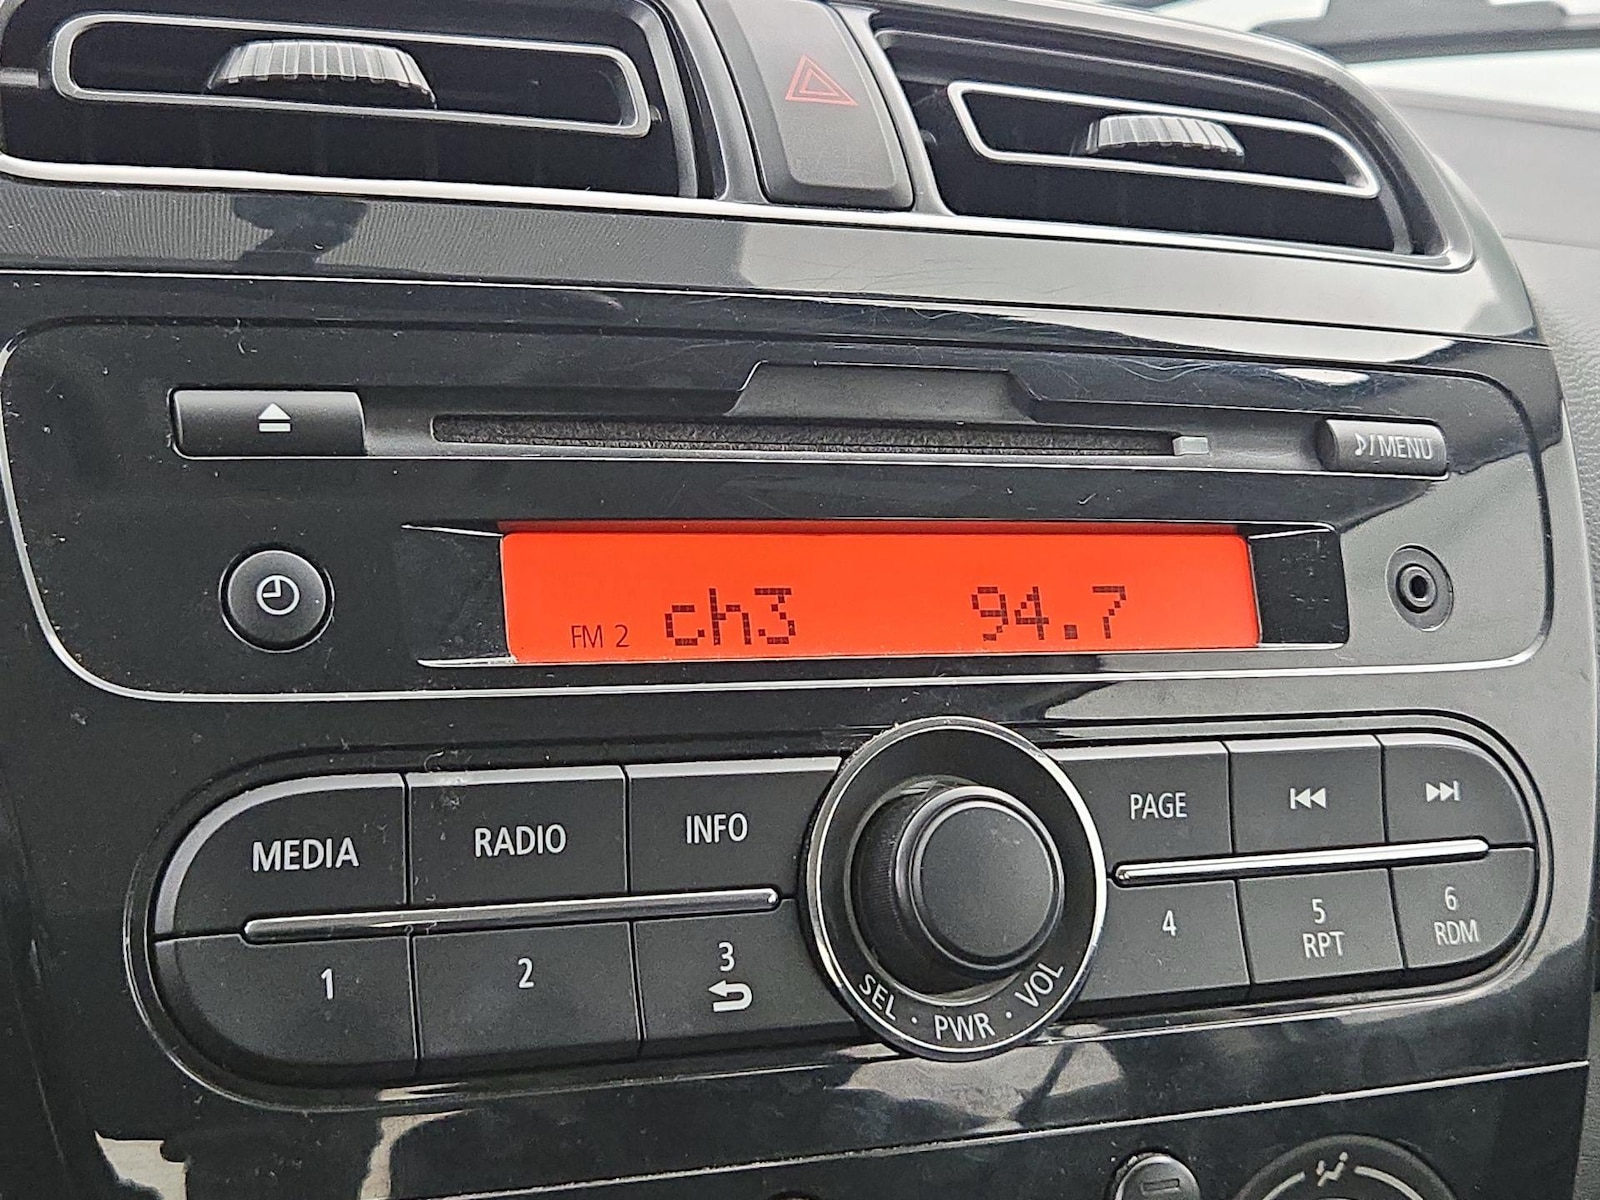 ♪/MENU
FM 2 ch3 94.7
MEDIA RADIO INFO PAGE
1 2 3 4 5 6
RPT RDM
SEL · PWR · VOL